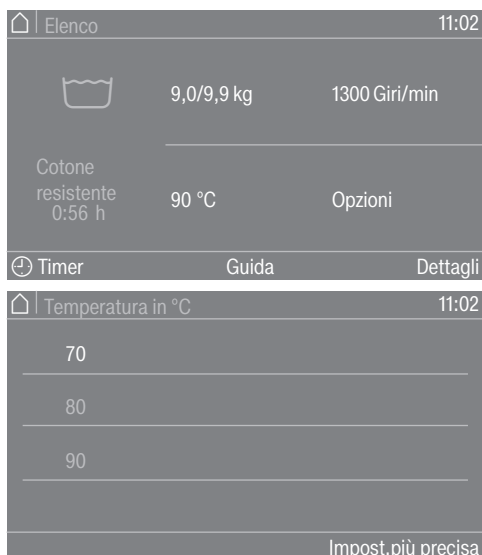 Elenco 11:02
9,0/9,9 kg 1300 Giri/min
Cotone
resistente
0:56 h
90 °C Opzioni
Timer Guida Dettagli
Temperatura in °C 11:02
70
80
90
Impost.più precisa